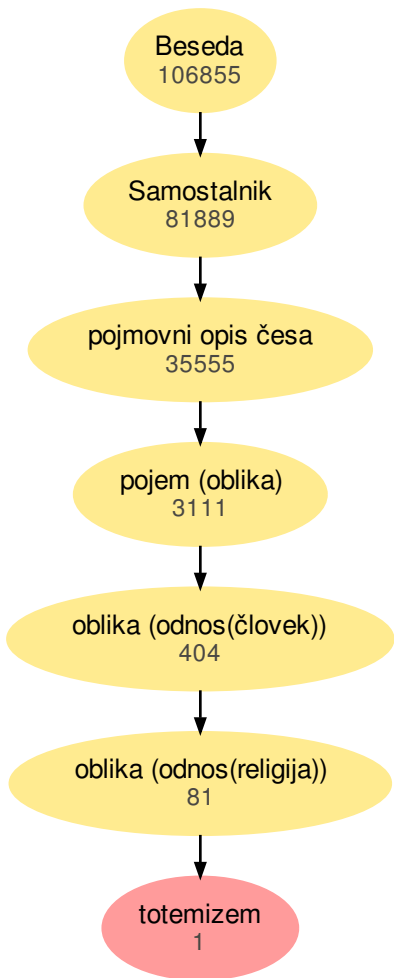 Beseda
106855
Samostalnik
81889
pojmovni opis česa
35555
pojem (oblika)
3111
oblika (odnos(človek))
404
oblika (odnos(religija))
81
totemizem
1